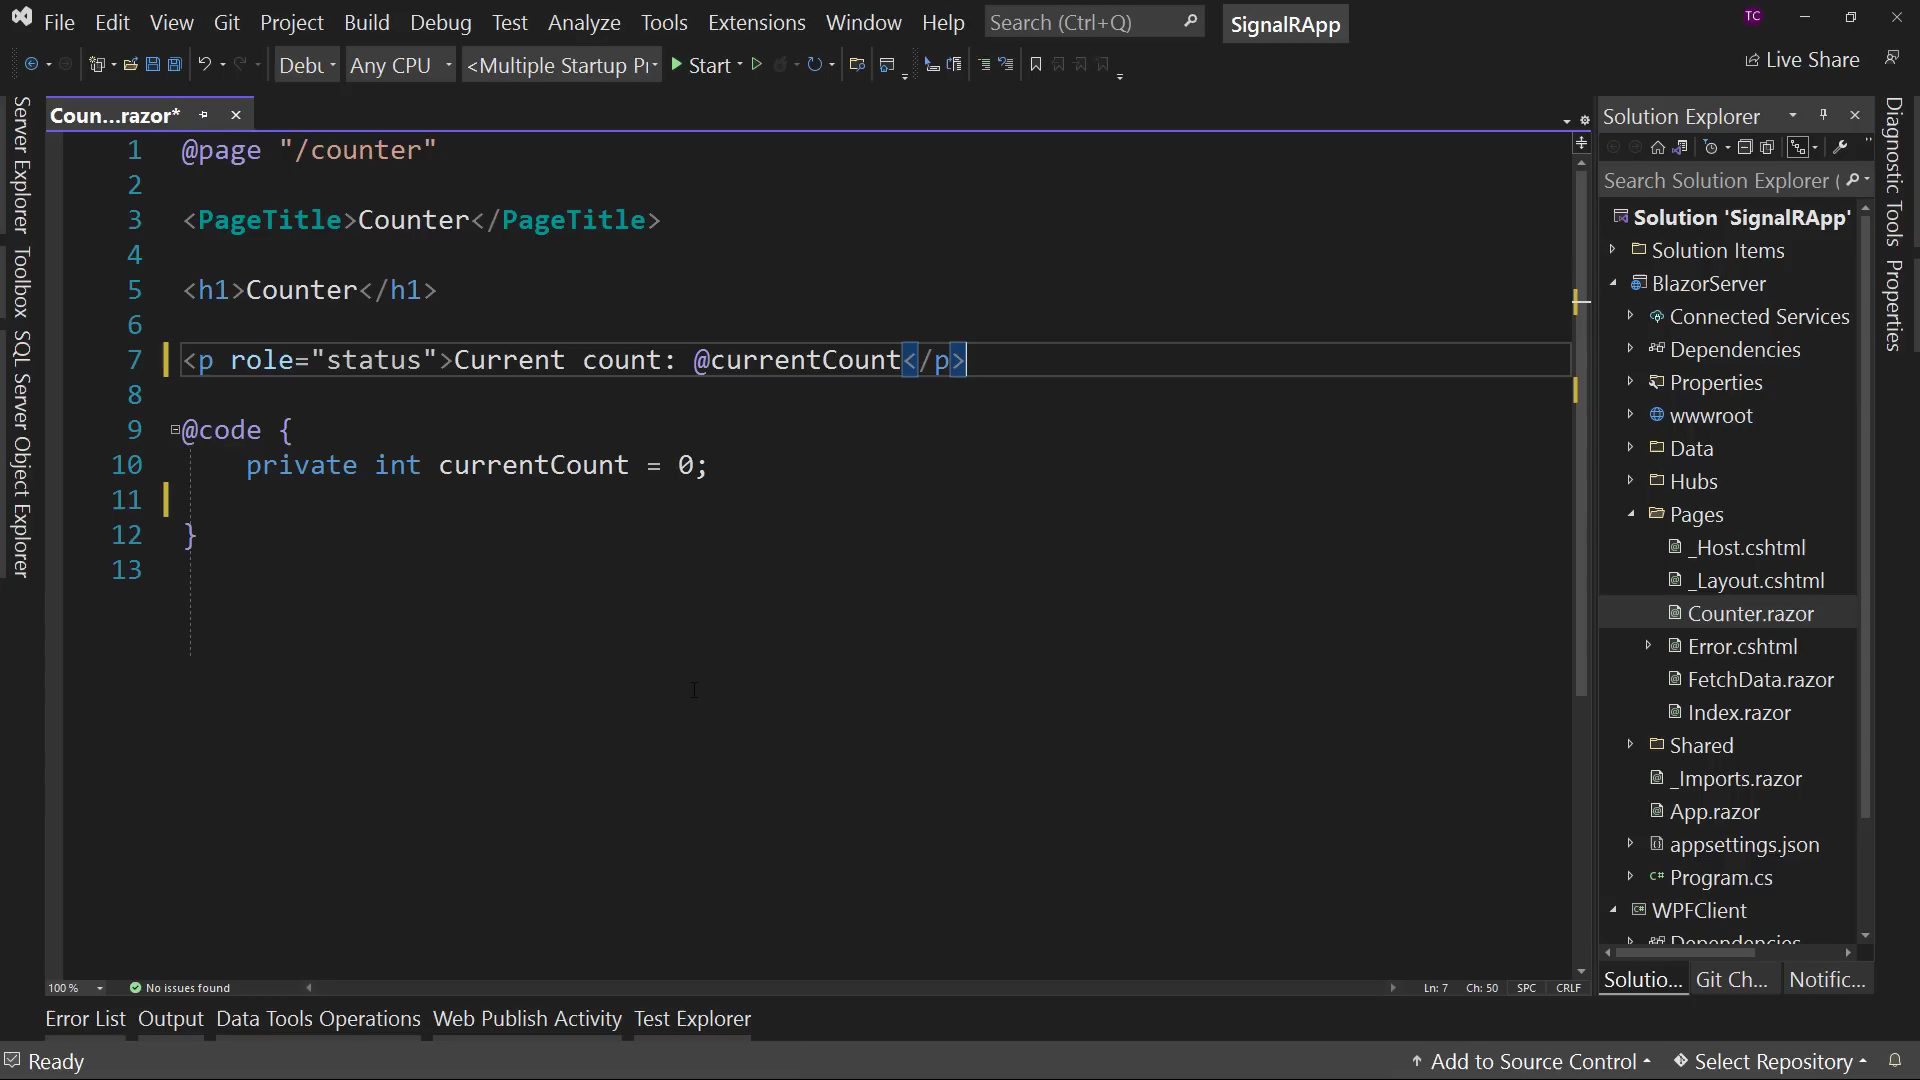 File Edit View Git Project Build Debug Test Analyze Tools Extensions Window Help Search (Ctrl+Q) SignalRApp TC
Debu Any CPU <Multiple Startup Pr Start Live Share
Coun...razor*
1 @page "/counter"
2
3 <PageTitle>Counter</PageTitle>
4
5 <h1>Counter</h1>
6
7 <p role="status">Current count: @currentCount</p>
8
9 @code {
10 private int currentCount = 0;
11
12 }
13
Server Explorer
Toolbox
SQL Server Object Explorer
Solution Explorer
Search Solution Explorer (
Solution 'SignalRApp'
Solution Items
BlazorServer
Connected Services
Dependencies
Properties
wwwroot
Data
Hubs
Pages
_Host.cshtml
_Layout.cshtml
Counter.razor
Error.cshtml
FetchData.razor
Index.razor
Shared
_Imports.razor
App.razor
appsettings.json
C# Program.cs
C# WPFClient
Dependencies
Solutio... Git Ch... Notific...
Diagnostic Tools
Properties
100 % No issues found Ln: 7 Ch: 50 SPC CRLF
Error List Output Data Tools Operations Web Publish Activity Test Explorer
Ready Add to Source Control Select Repository